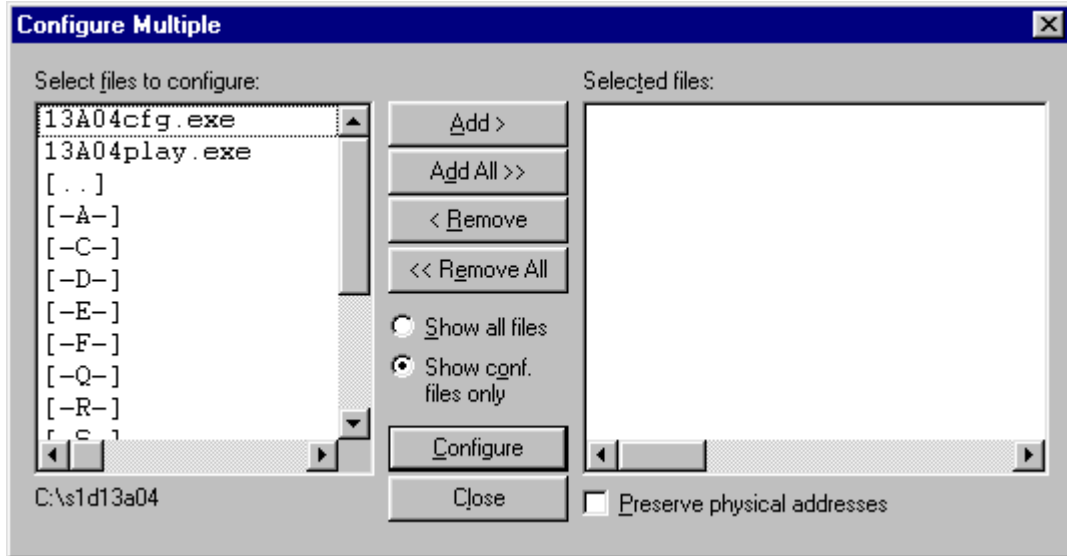 Configure Multiple
Select files to configure:
13A04cfg.exe
13A04play.exe
[..]
[-A-]
[-C-]
[-D-]
[-E-]
[-F-]
[-Q-]
[-R-]
C:\s1d13a04
Add >
Add All >>
< Remove
<< Remove All
Show all files
Show conf.
files only
Configure
Close
Selected files:
Preserve physical addresses